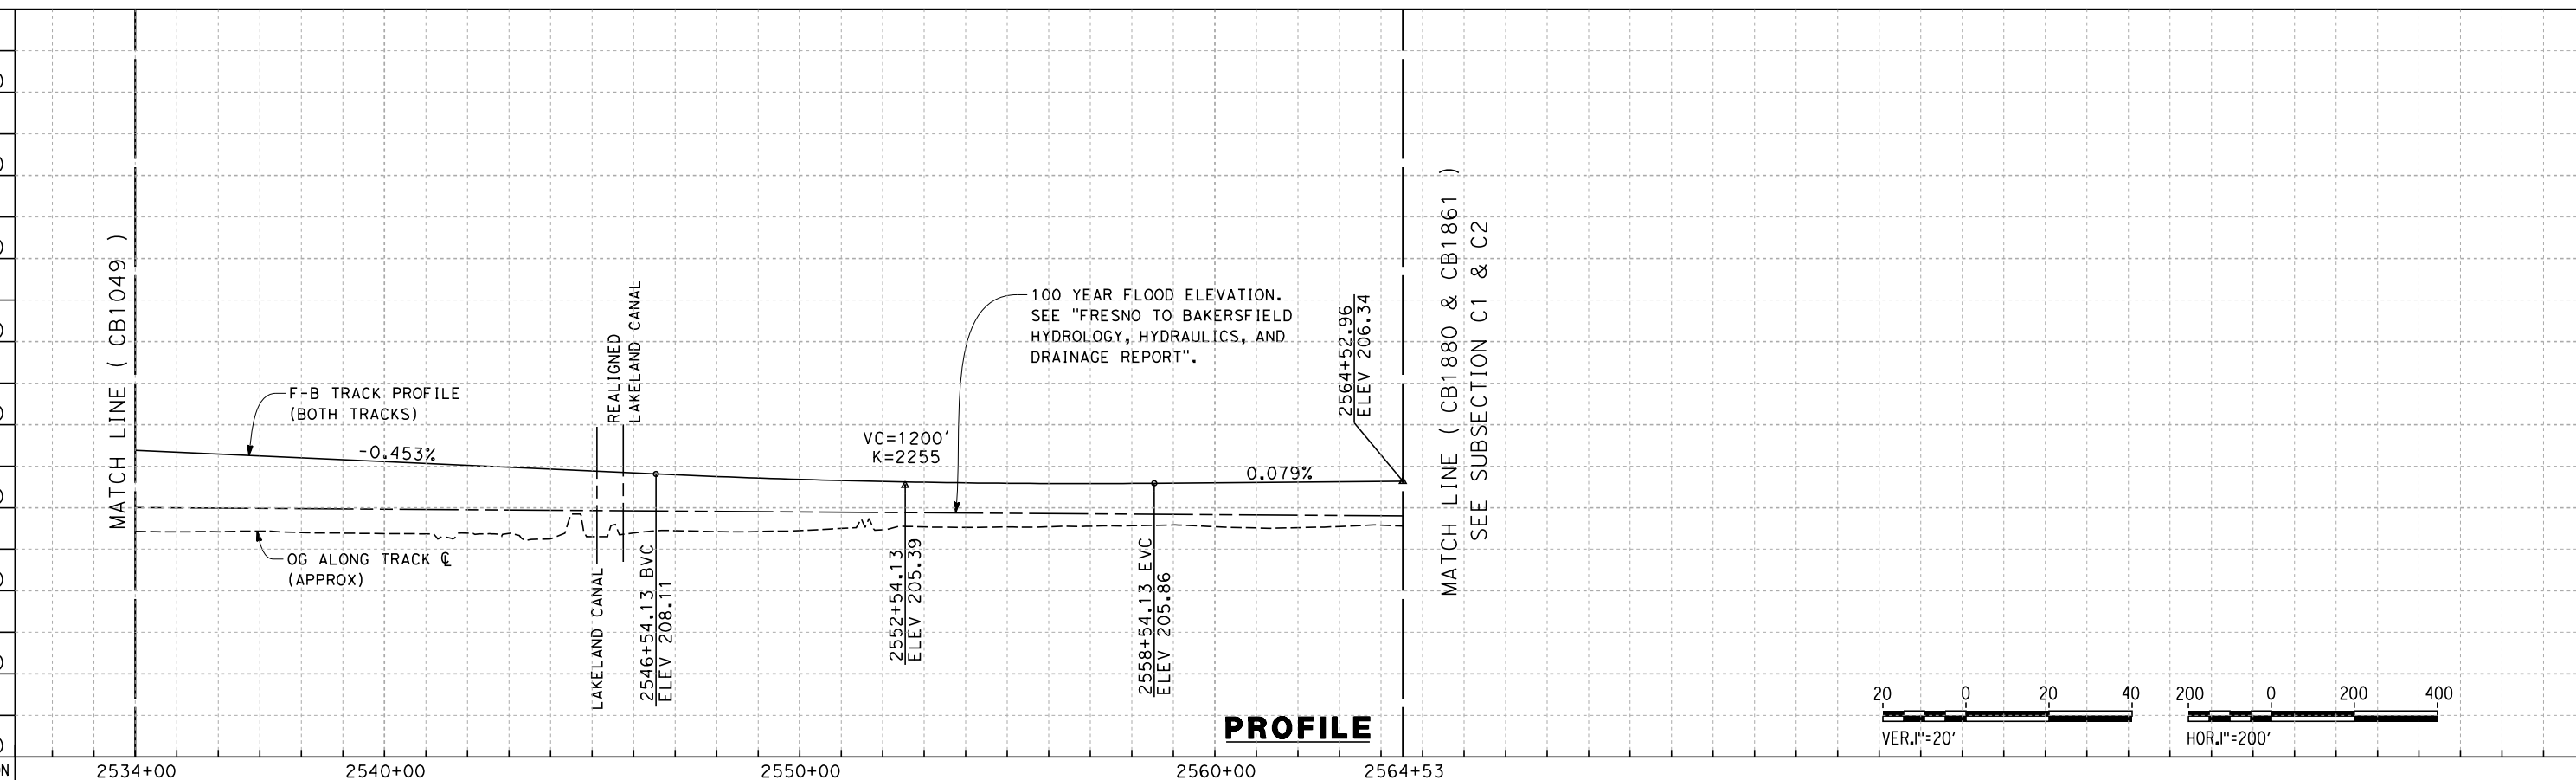 MATCH LINE ( CB1049 )
F-B TRACK PROFILE
(BOTH TRACKS)
-0.453%
OG ALONG TRACK ℄
(APPROX)
LAKELAND CANAL
REALIGNED
LAKELAND CANAL
2546+54.13 BVC
ELEV 208.11
VC=1200'
K=2255
2552+54.13
ELEV 205.39
100 YEAR FLOOD ELEVATION.
SEE "FRESNO TO BAKERSFIELD
HYDROLOGY, HYDRAULICS, AND
DRAINAGE REPORT".
2558+54.13 EVC
ELEV 205.86
0.079%
2564+52.96
ELEV 206.34
MATCH LINE ( CB1880 & CB1861 )
SEE SUBSECTION C1 & C2
PROFILE
20 0 20 40
VER.1"=20'
200 0 200 400
HOR.1"=200'
2534+00 2540+00 2550+00 2560+00 2564+53